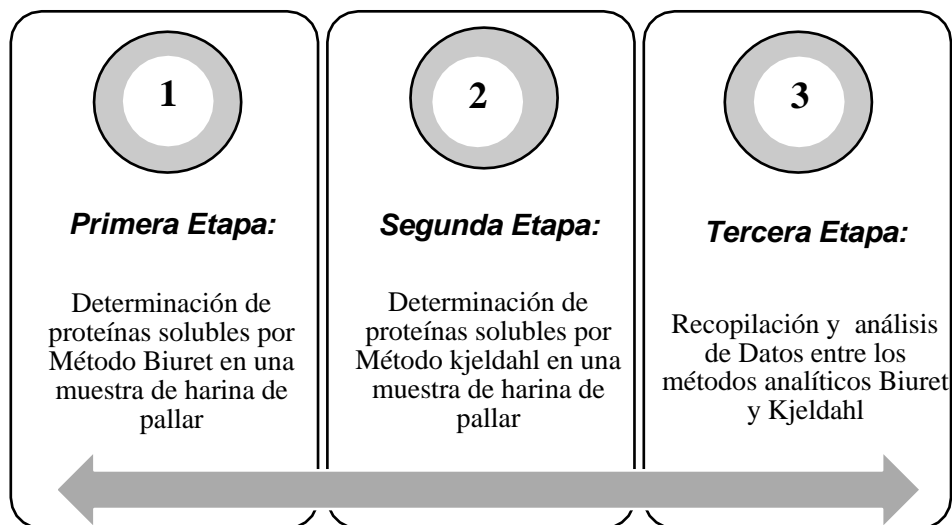 1
Primera Etapa:
Determinación de
proteínas solubles por
Método Biuret en una
muestra de harina de
pallar
2
Segunda Etapa:
Determinación de
proteínas solubles por
Método kjeldahl en una
muestra de harina de
pallar
3
Tercera Etapa:
Recopilación y análisis
de Datos entre los
métodos analíticos Biuret
y Kjeldahl